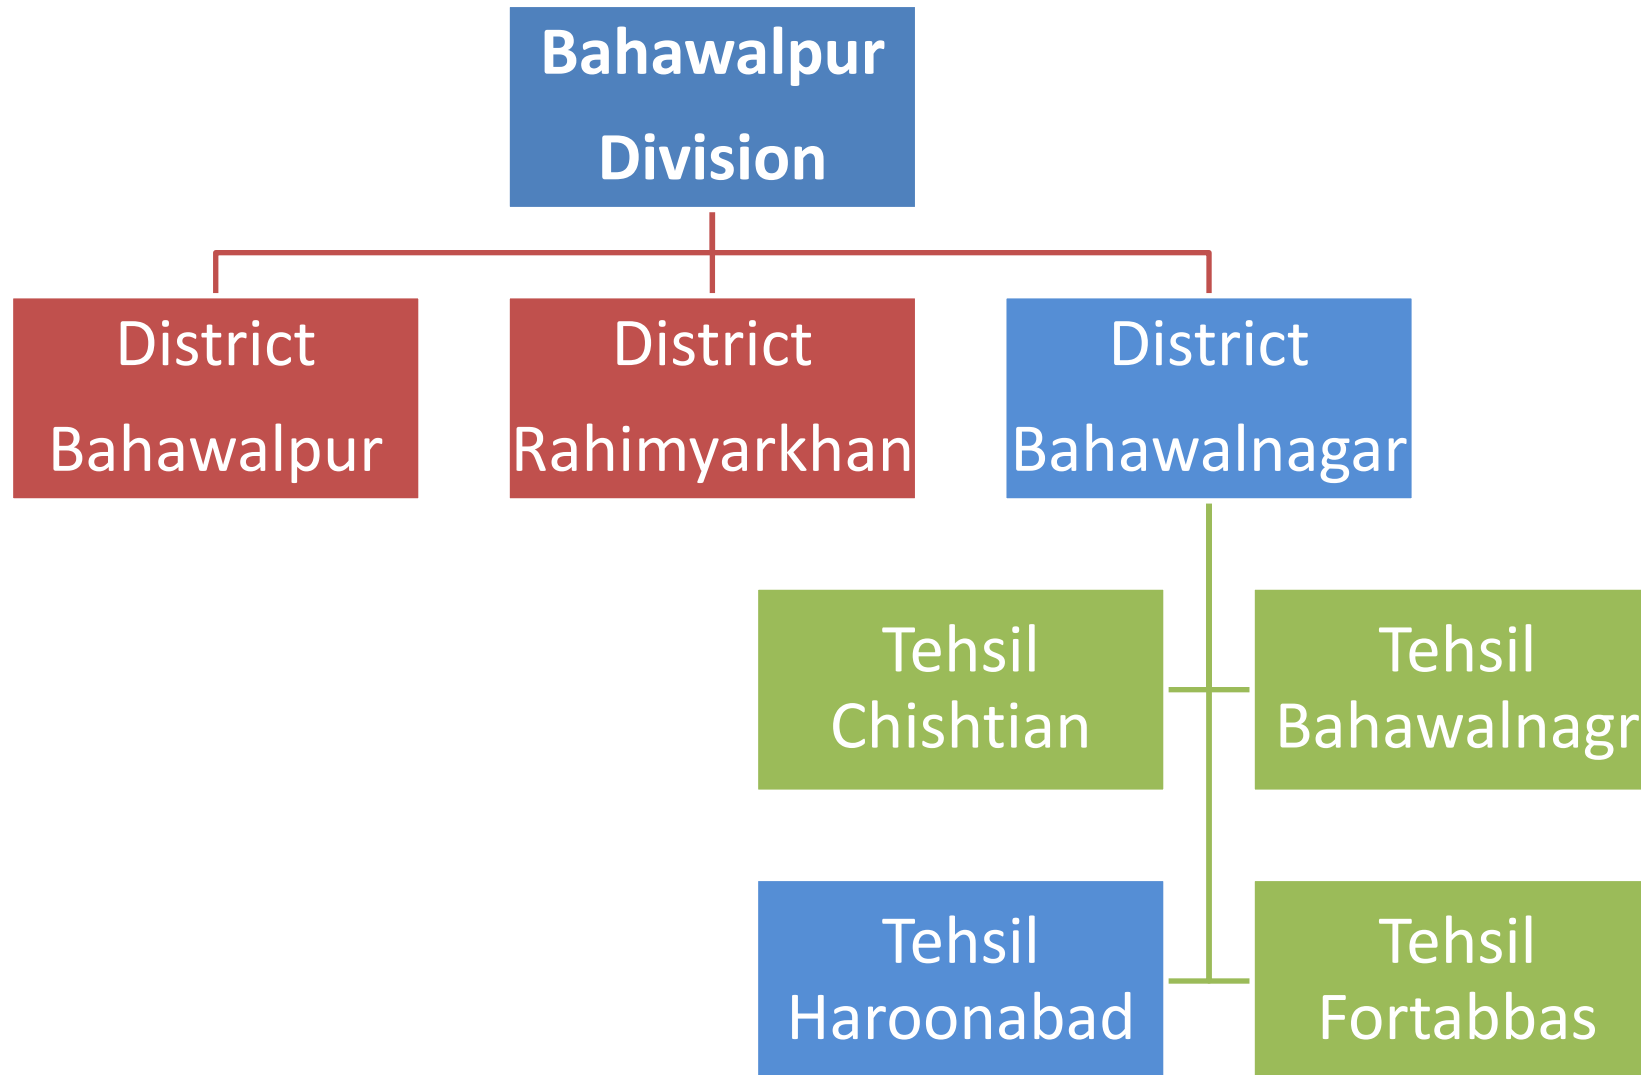 Bahawalpur
Division
District
Bahawalpur
District
Rahimyarkhan
District
Bahawalnagar
Tehsil
Chishtian
Tehsil
Bahawalnagr
Tehsil
Haroonabad
Tehsil
Fortabbas